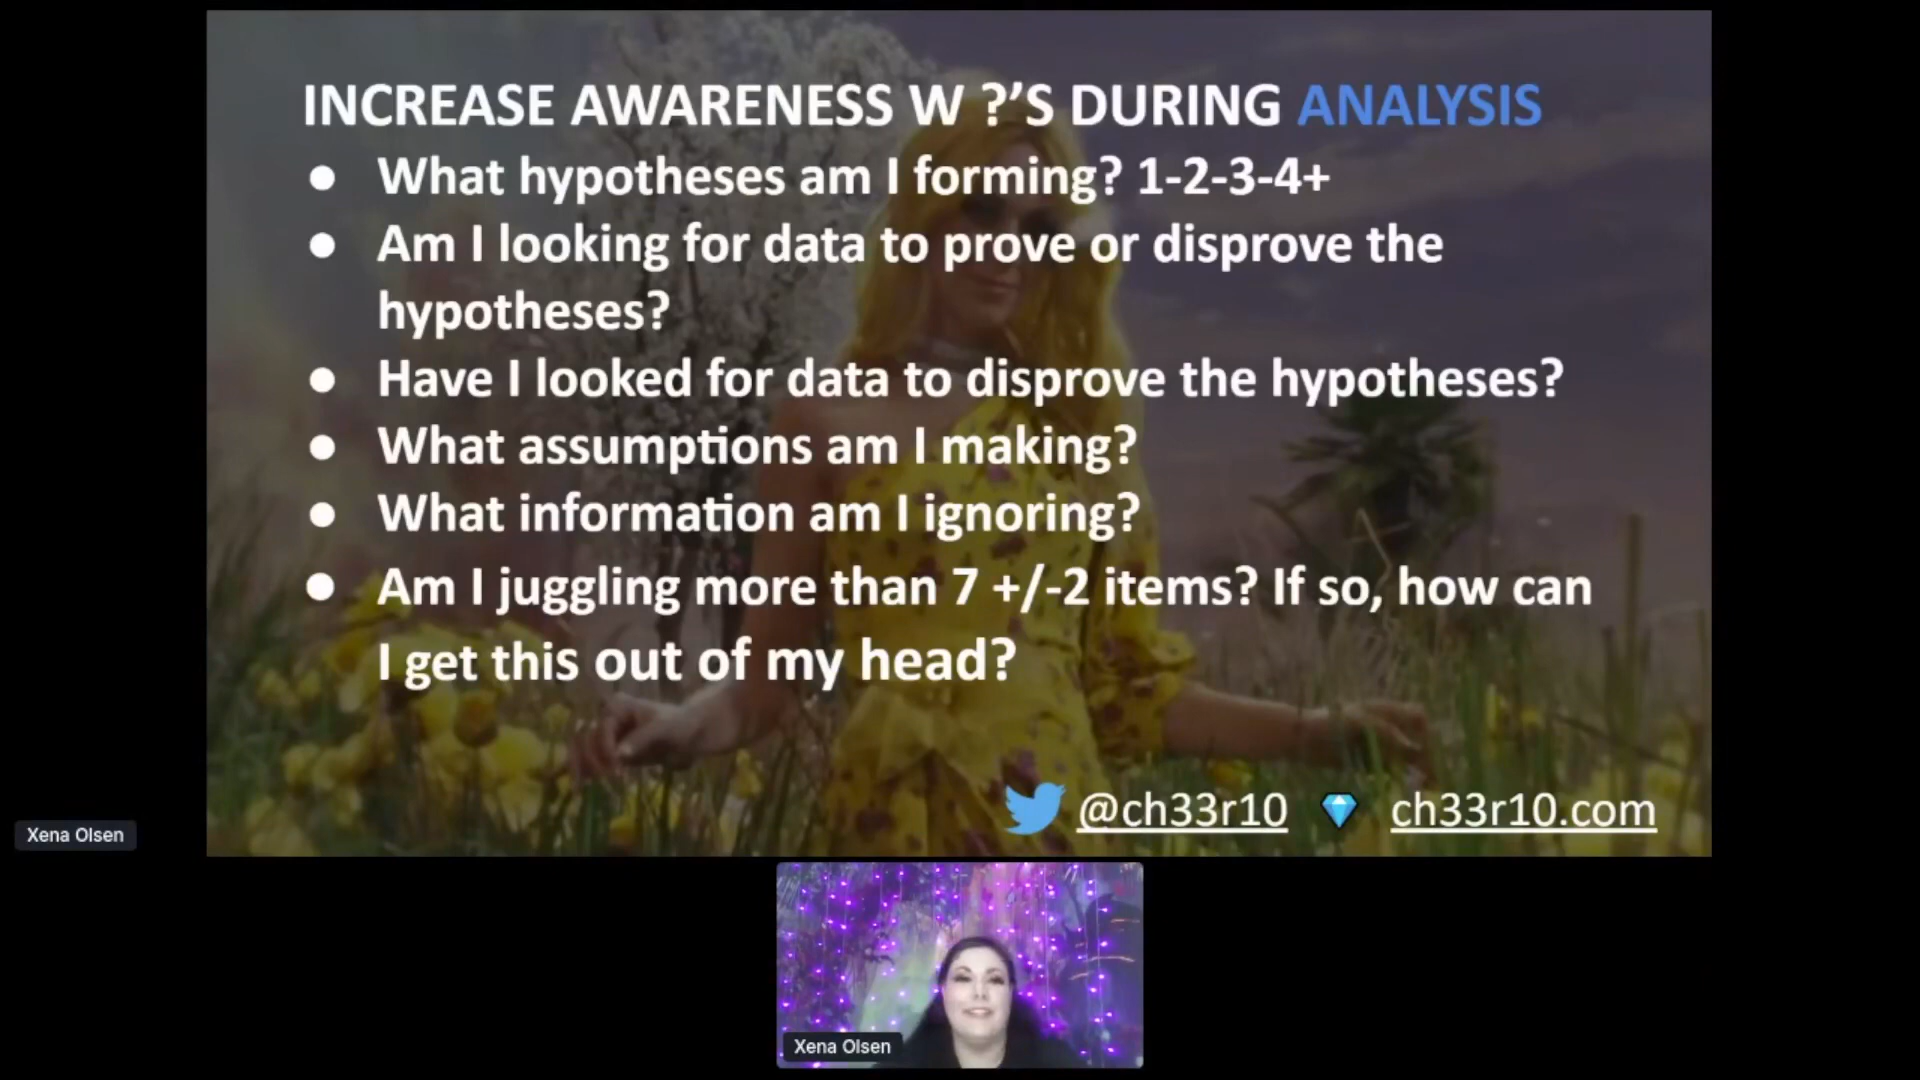 INCREASE AWARENESS W ?'S DURING ANALYSIS
● What hypotheses am I forming? 1-2-3-4+
● Am I looking for data to prove or disprove the
hypotheses?
● Have I looked for data to disprove the hypotheses?
● What assumptions am I making?
● What information am I ignoring?
● Am I juggling more than 7 +/-2 items? If so, how can
I get this out of my head?
@ch33r10 ch33r10.com
Xena Olsen
Xena Olsen